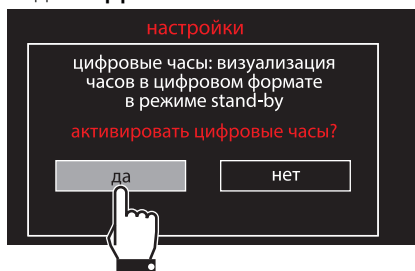 настройки
цифровые часы: визуализация
часов в цифровом формате
в режиме stand-by
активировать цифровые часы?
да
нет